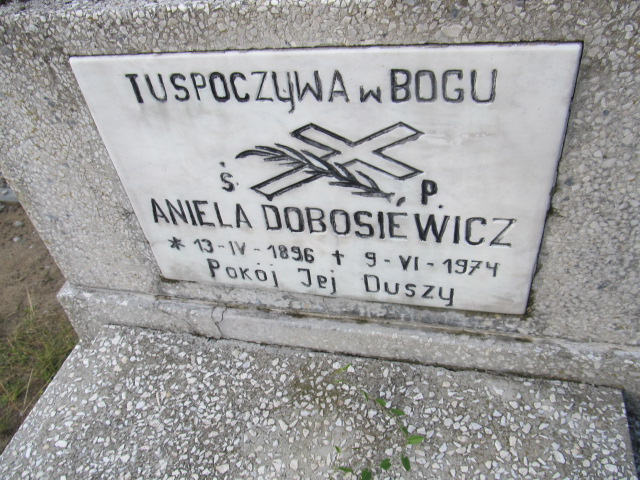 TU SPOCZYWA W BOGU
Ś. P.
ANIELA DOBOSIEWICZ
* 13-IV-1896 + 9-VI-1974
Pokój Jej Duszy